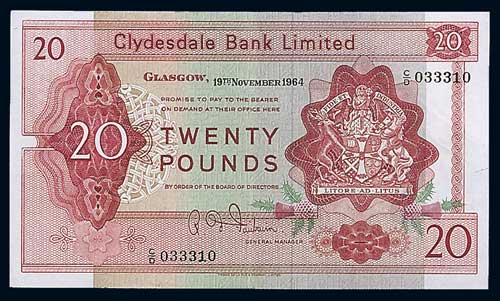 20
Clydesdale Bank Limited
20
GLASGOW, 19TH NOVEMBER 1964
C/D 033310
PROMISE TO PAY TO THE BEARER
ON DEMAND AT THEIR OFFICE HERE
20
TWENTY
POUNDS
BY ORDER OF THE BOARD OF DIRECTORS
LITORE AD LITUS
GENERAL MANAGER
C/D 033310
20